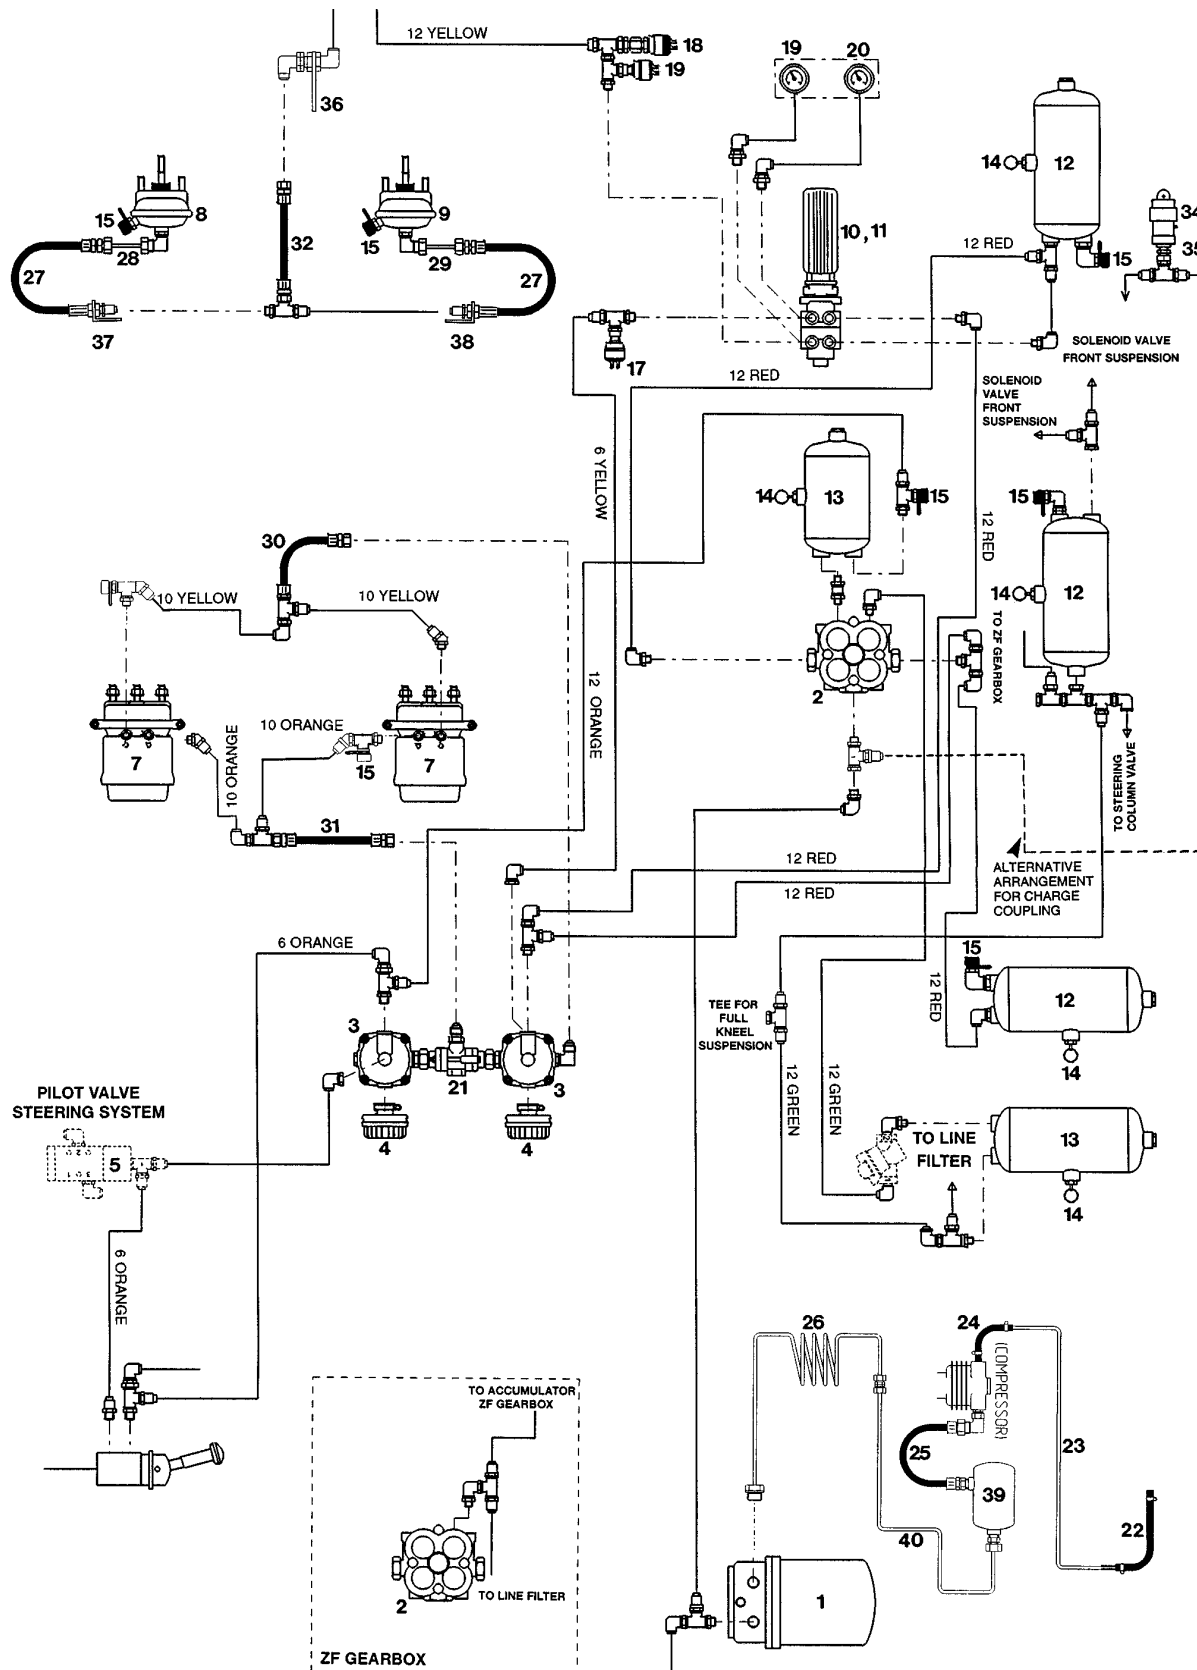 12 YELLOW
18
19
19
20
36
14
12
34
35
15
8
15
9
15
28
29
27
32
27
10, 11
12 RED
15
37
38
17
12 RED
SOLENOID VALVE
FRONT SUSPENSION
SOLENOID
VALVE
FRONT
SUSPENSION
6 YELLOW
14
13
15
12 RED
15
30
10 YELLOW
10 YELLOW
14
12
TO ZF GEARBOX
2
12 ORANGE
7
10 ORANGE
10 ORANGE
15
7
31
TO STEERING
COLUMN VALVE
12 RED
12 RED
ALTERNATIVE
ARRANGEMENT
FOR CHARGE
COUPLING
6 ORANGE
15
12
12 RED
14
TEE FOR
FULL
KNEEL
SUSPENSION
3
21
3
4
4
12 GREEN
12 GREEN
PILOT VALVE
STEERING SYSTEM
5
2
3
1
TO LINE
FILTER
13
14
6 ORANGE
26
24
(COMPRESSOR)
25
23
39
40
22
TO ACCUMULATOR
ZF GEARBOX
2
TO LINE FILTER
ZF GEARBOX
1